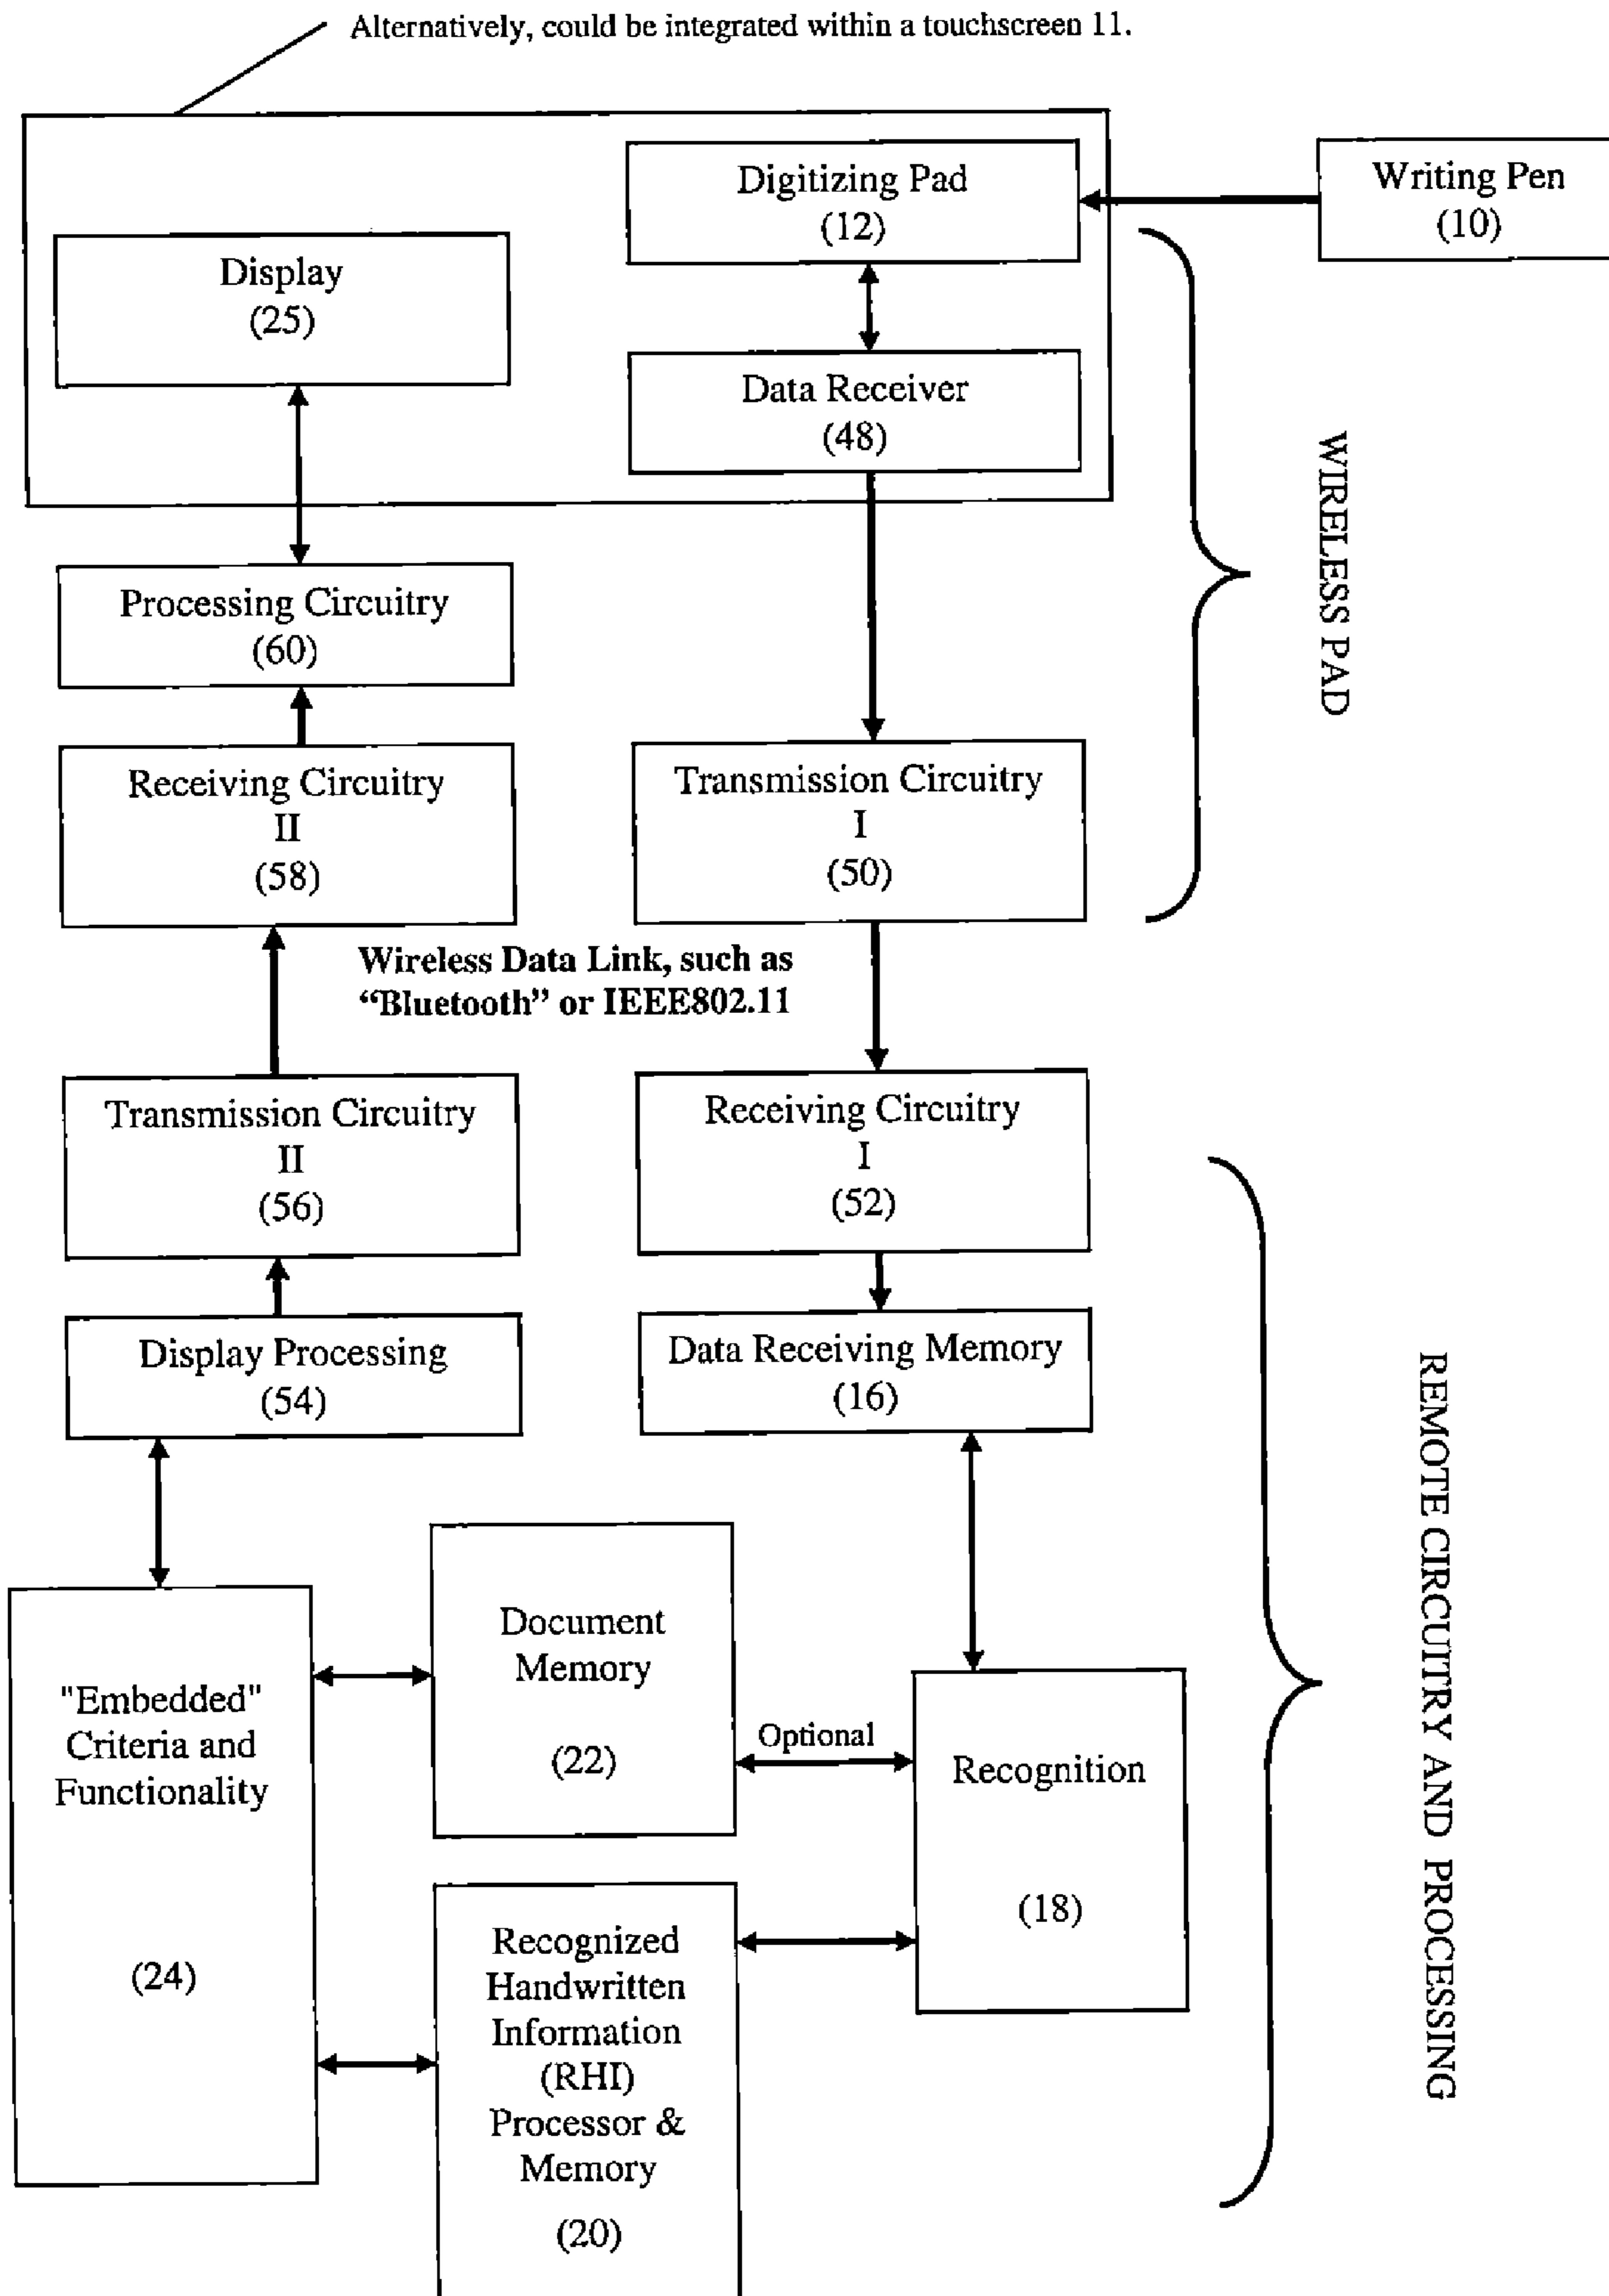 Alternatively, could be integrated within a touchscreen 11.
Digitizing Pad
(12)
Writing Pen
(10)
Display
(25)
Data Receiver
(48)
WIRELESS PAD
Processing Circuitry
(60)
Receiving Circuitry
II
(58)
Transmission Circuitry
I
(50)
Wireless Data Link, such as
“Bluetooth” or IEEE802.11
Transmission Circuitry
II
(56)
Receiving Circuitry
I
(52)
Display Processing
(54)
Data Receiving Memory
(16)
REMOTE CIRCUITRY AND PROCESSING
"Embedded"
Criteria and
Functionality
(24)
Document
Memory
(22)
Optional
Recognition
(18)
Recognized
Handwritten
Information
(RHI)
Processor &
Memory
(20)